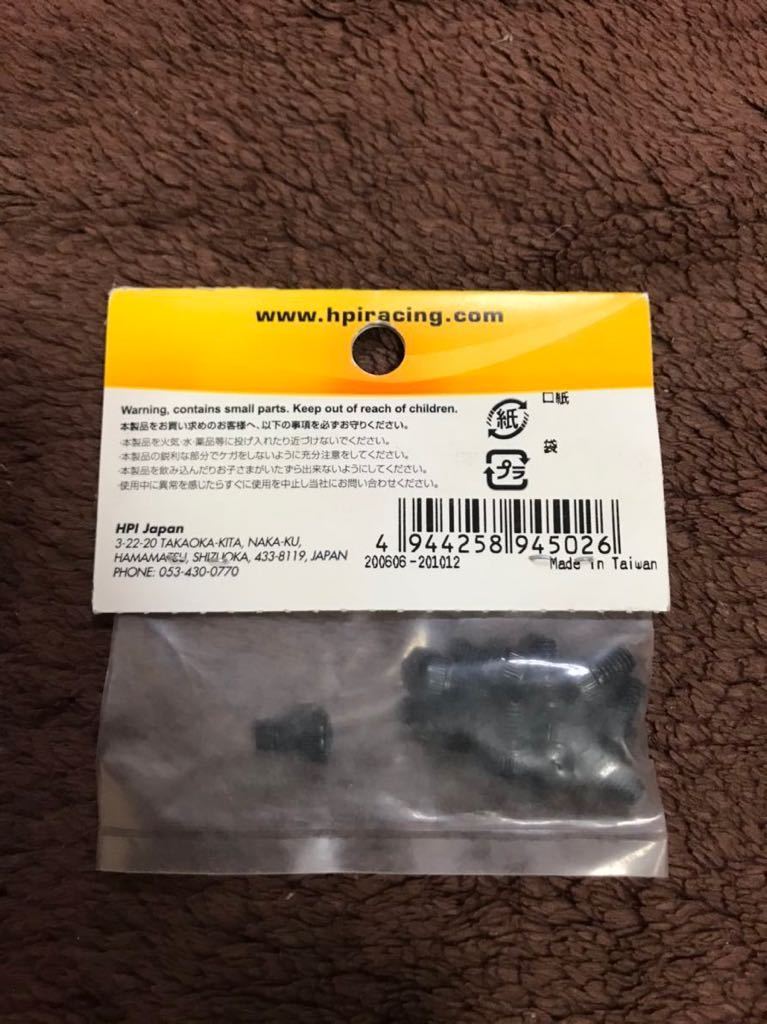 www.hpiracing.com
Warning, contains small parts. Keep out of reach of children.
本製品をお買い求めのお客様へ、以下の事項を必ずお守りください。
・本製品を火気・水・薬品等に投げ入れたり近づけないでください。
・本製品の鋭利な部分でケガをしないように充分注意をしてください。
・本製品を飲み込んだりお子さまがいたずら出来ないようにしてください。
・使用中に異常を感じたらすぐに使用を中止し当社にお問い合わせください。
口紙
紙
袋
プラ
HPI Japan
3-22-20 TAKAOKA-KITA, NAKA-KU,
HAMAMATSU, SHIZUOKA, 433-8119, JAPAN
PHONE: 053-430-0770
4 944258 945026
200606-201012 Made in Taiwan